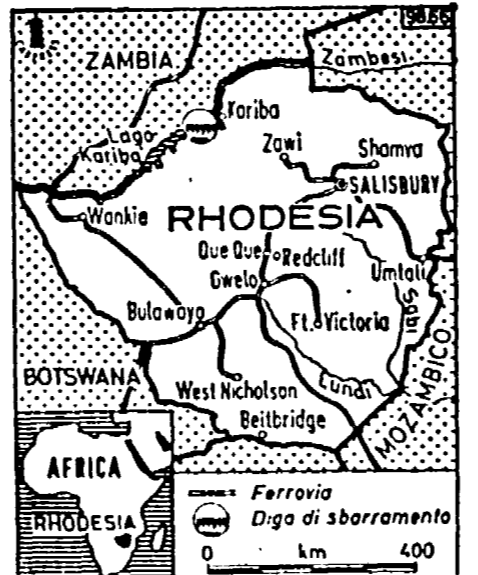 9866
ZAMBIA
Zambesi
Kariba
Lago
Kariba
Zawi
Shamva
SALISBURY
Wankie
RHODESIA
Que Que
Redcliff
Umtali
Gwelo
Sabi
Bulawayo
Ft. Victoria
BOTSWANA
West Nicholson
Lundi
MOZAMBICO
Beitbridge
AFRICA
RHODESIA
Ferrovia
Diga di sbarramento
0 km 400